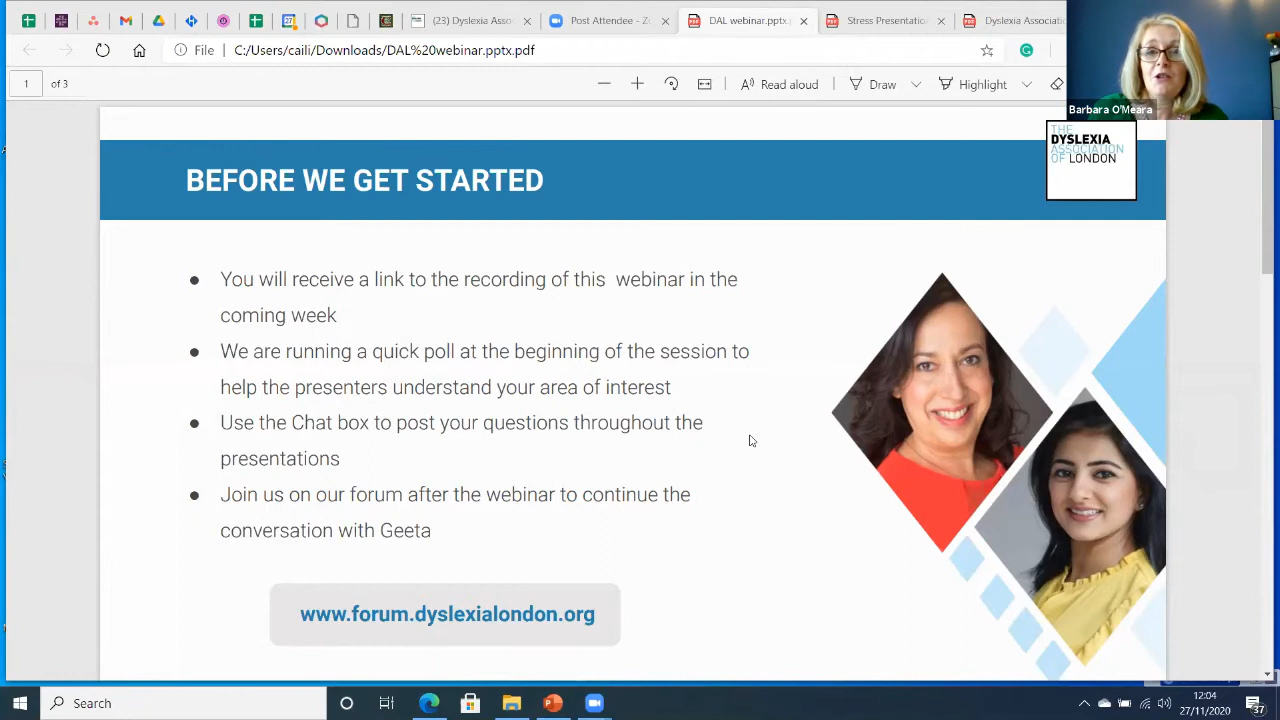 (23) Dyslexia Asso
Post Attendee - Zo
DAL webinar.pptx.p
Stress Presentatio
Dyslexia Associatio
File
C:/Users/caili/Downloads/DAL%20webinar.pptx.pdf
1 of 3
Read aloud
Draw
Highlight
Barbara O'Meara
THE
DYSLEXIA
ASSOCIATION
OF LONDON
BEFORE WE GET STARTED
● You will receive a link to the recording of this webinar in the
coming week
● We are running a quick poll at the beginning of the session to
help the presenters understand your area of interest
● Use the Chat box to post your questions throughout the
presentations
● Join us on our forum after the webinar to continue the
conversation with Geeta
www.forum.dyslexialondon.org
Search
12:04
27/11/2020
37